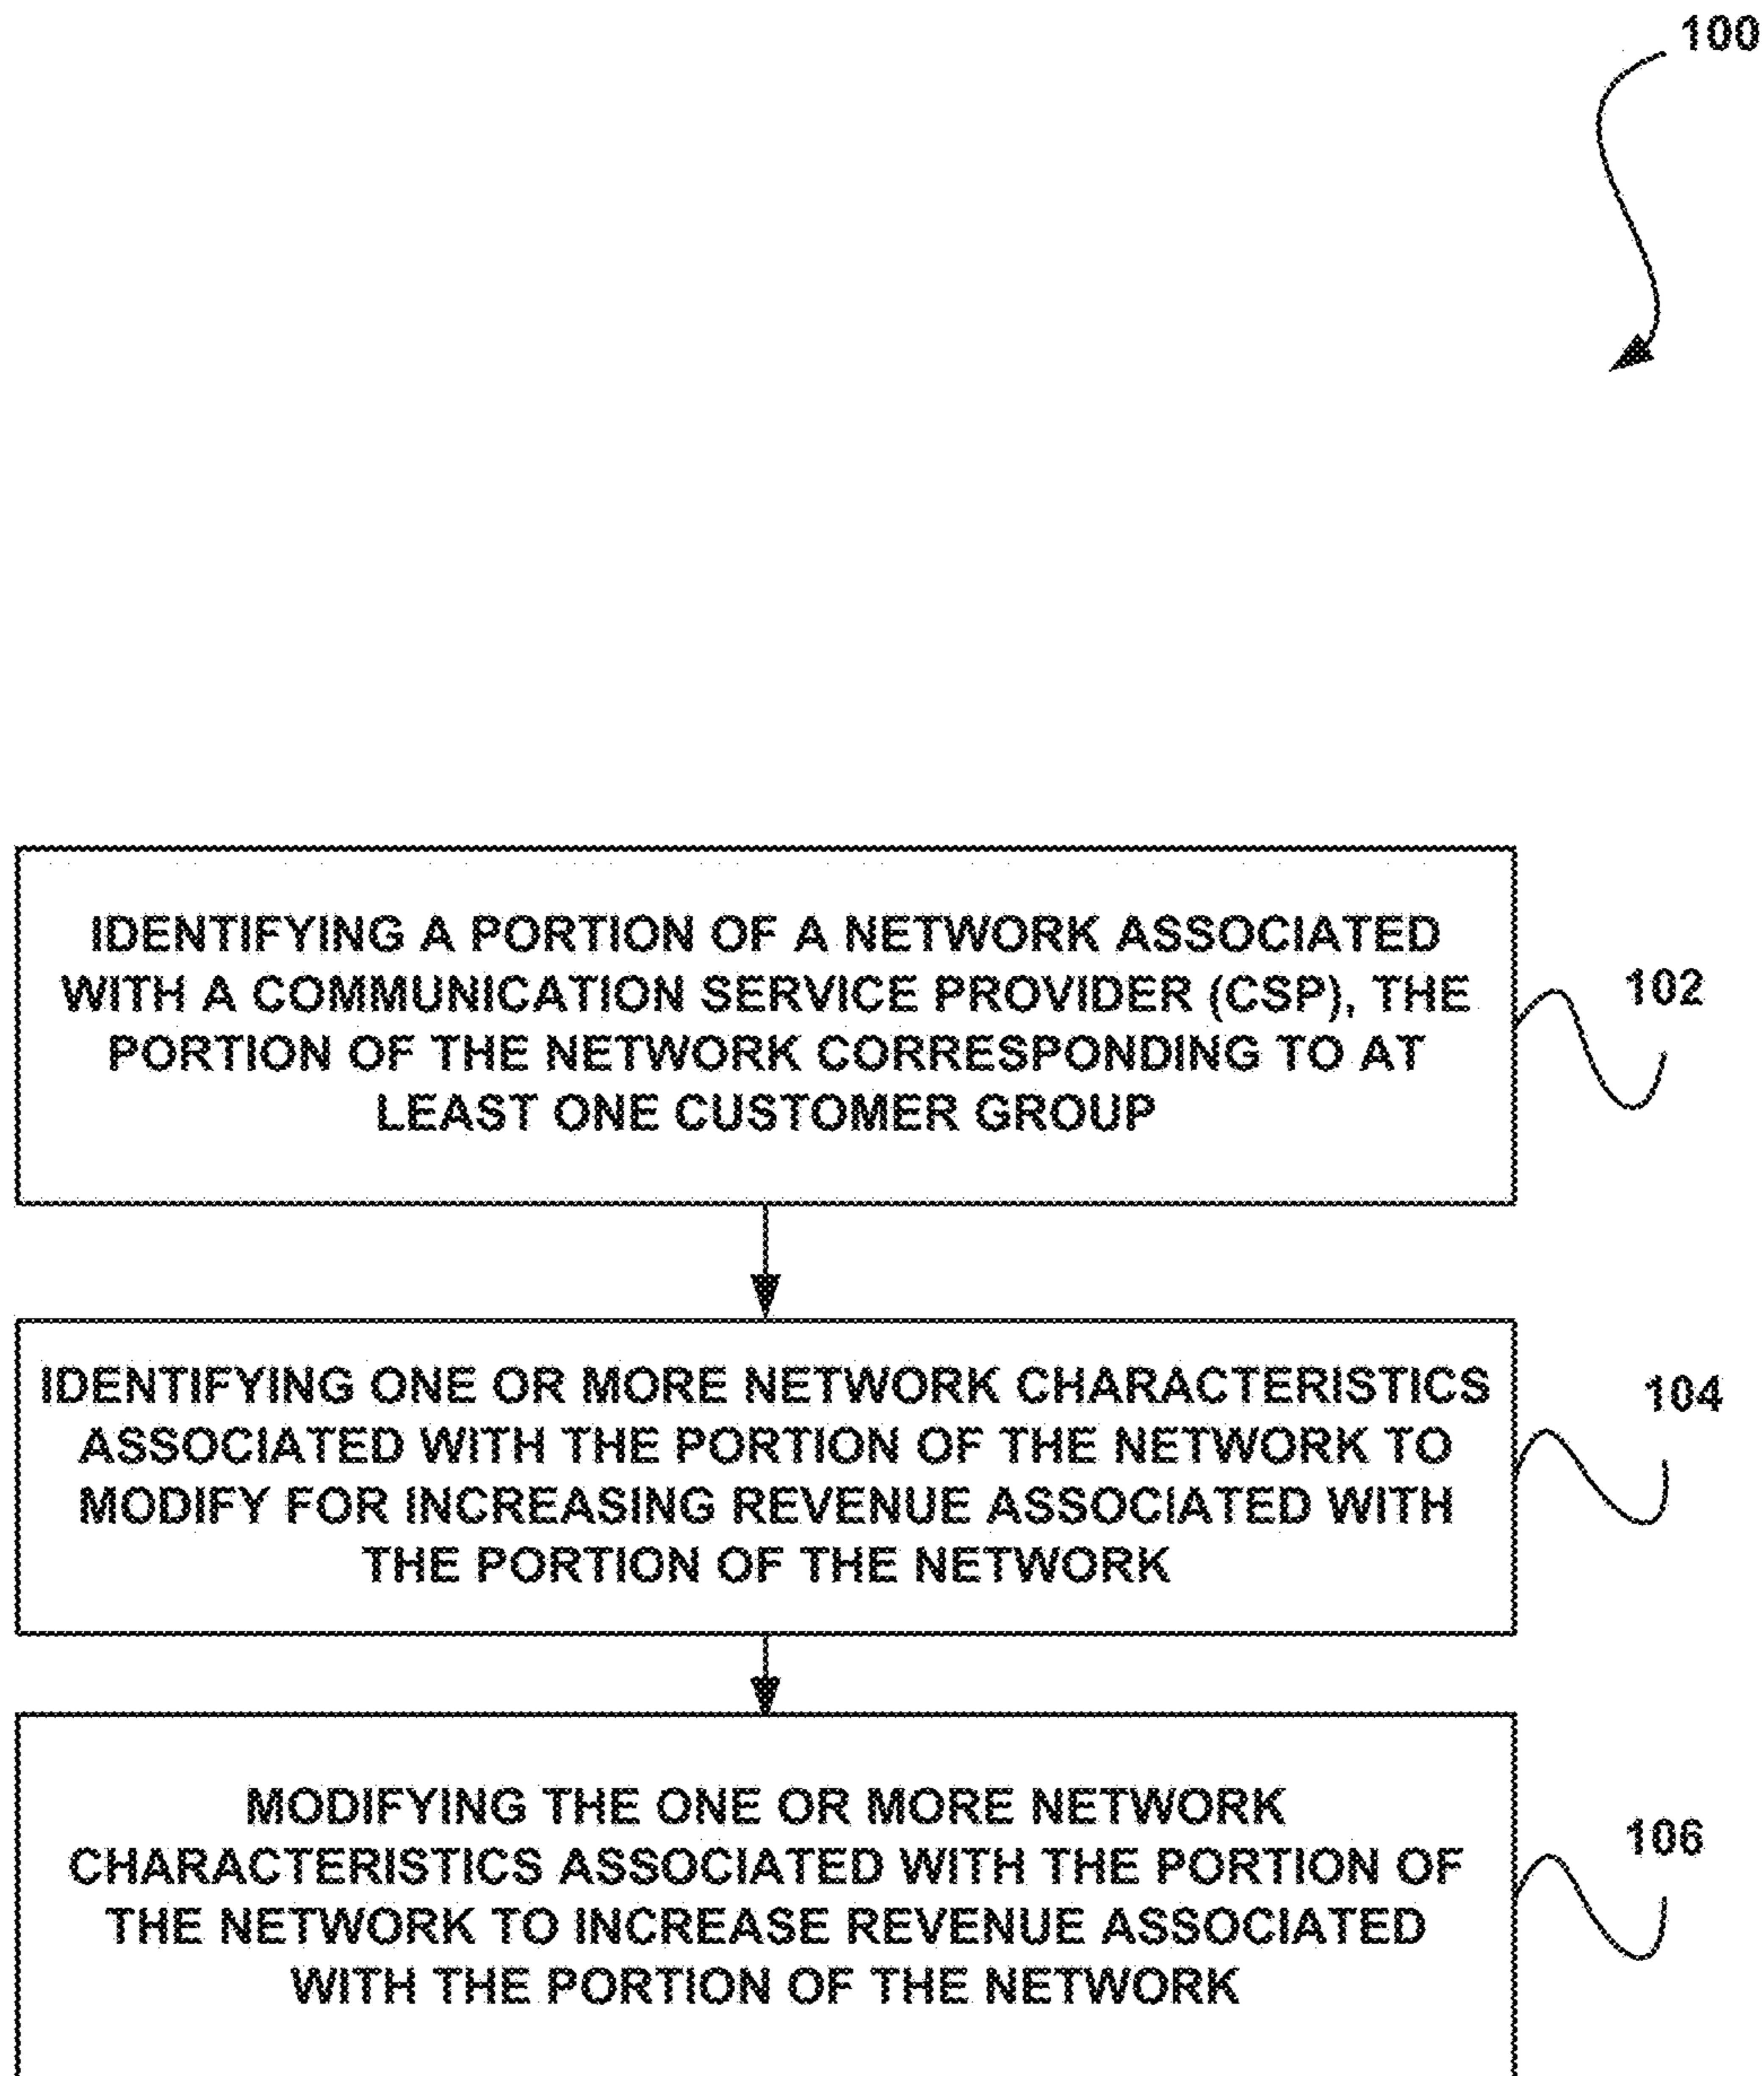 100
IDENTIFYING A PORTION OF A NETWORK ASSOCIATED
WITH A COMMUNICATION SERVICE PROVIDER (CSP), THE
PORTION OF THE NETWORK CORRESPONDING TO AT
LEAST ONE CUSTOMER GROUP
102
IDENTIFYING ONE OR MORE NETWORK CHARACTERISTICS
ASSOCIATED WITH THE PORTION OF THE NETWORK TO
MODIFY FOR INCREASING REVENUE ASSOCIATED WITH
THE PORTION OF THE NETWORK
104
MODIFYING THE ONE OR MORE NETWORK
CHARACTERISTICS ASSOCIATED WITH THE PORTION OF
THE NETWORK TO INCREASE REVENUE ASSOCIATED
WITH THE PORTION OF THE NETWORK
106